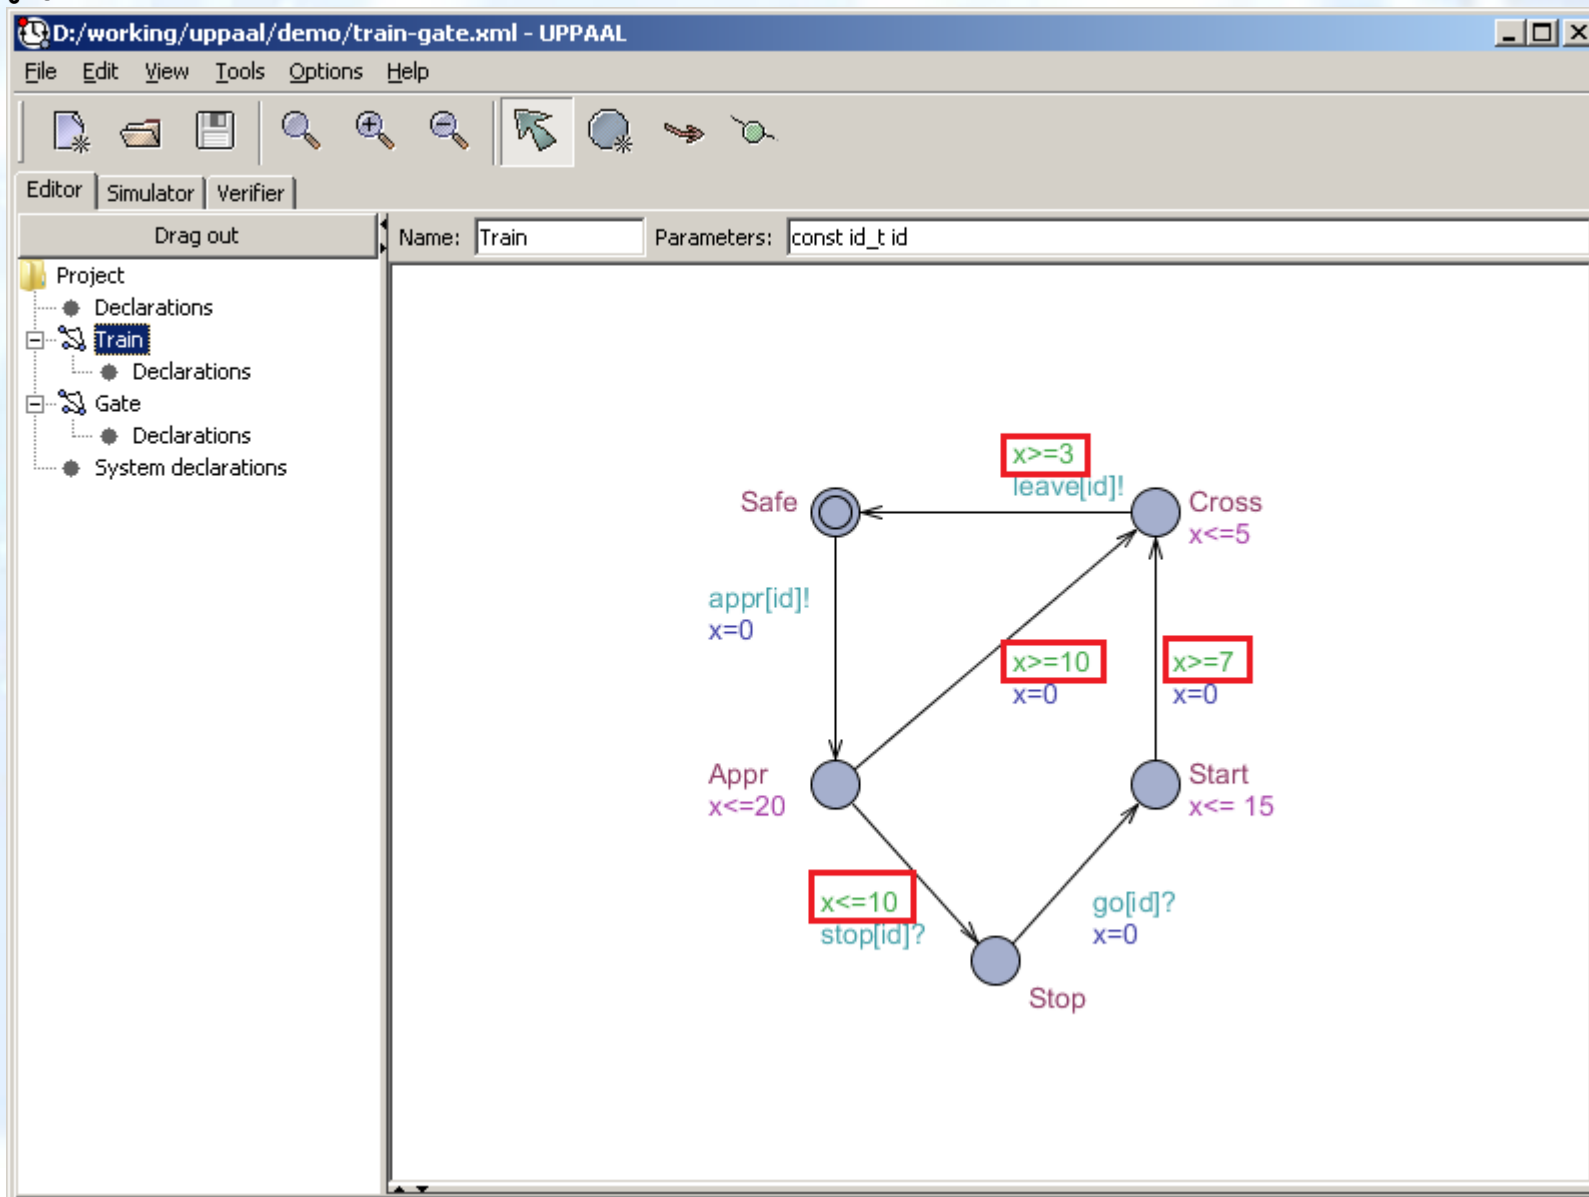 D:/working/uppaal/demo/train-gate.xml - UPPAAL
File Edit View Tools Options Help
Editor Simulator Verifier
Drag out
Name: Train Parameters: const id_t id
Project
Declarations
Train
Declarations
Gate
Declarations
System declarations
x>=3
leave[id]!
Safe
Cross
x<=5
appr[id]!
x=0
x>=10
x=0
x>=7
x=0
Appr
x<=20
Start
x<= 15
x<=10
stop[id]?
go[id]?
x=0
Stop